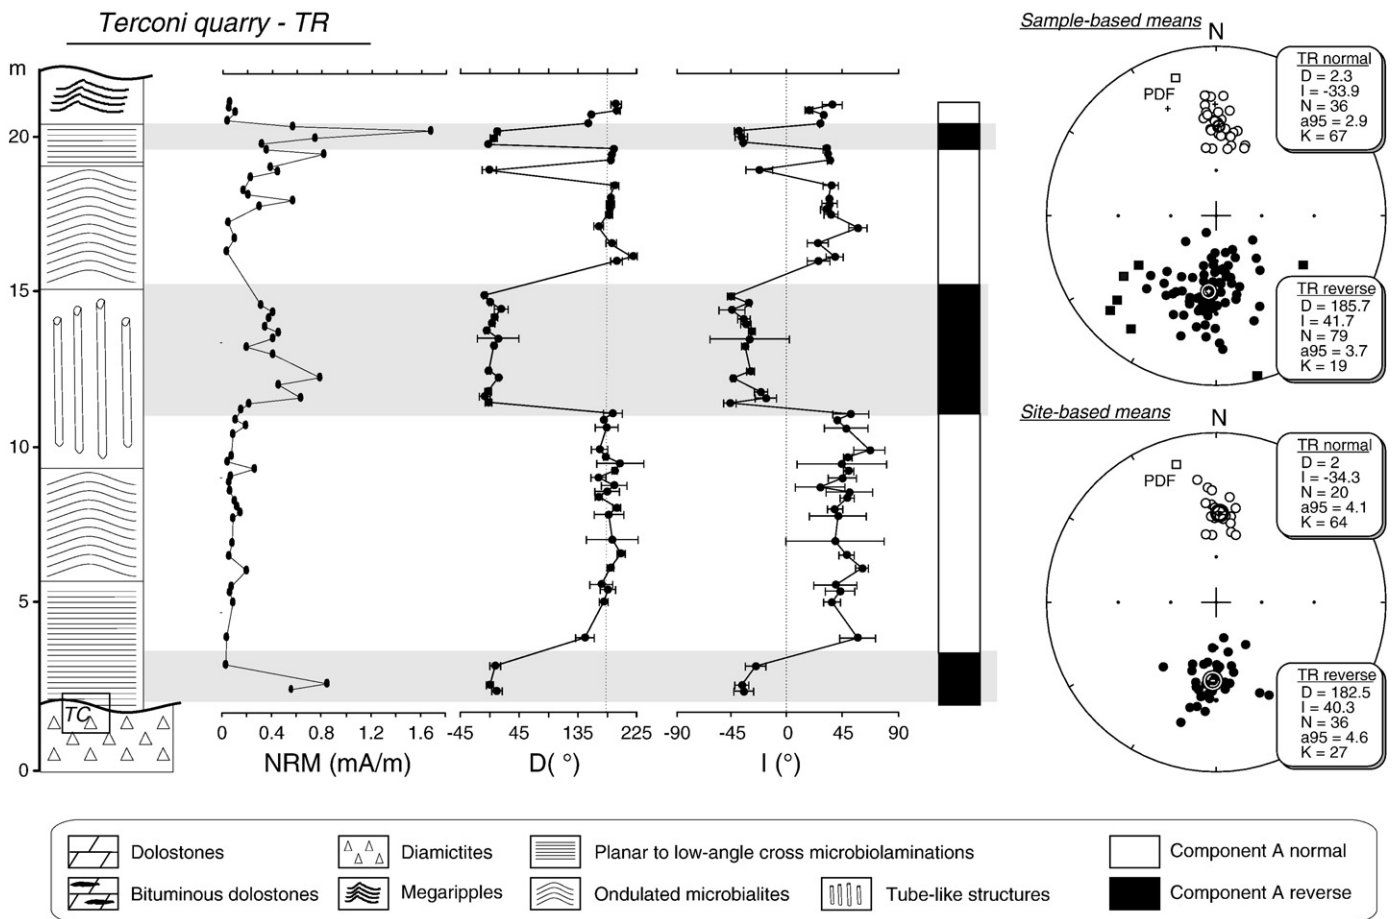 Terconi quarry - TR
m
20
15
10
5
0
TC
0 0.4 0.8 1.2 1.6
NRM (mA/m)
-45 45 135 225
D( °)
-90 -45 0 45 90
I (°)
Sample-based means
N
PDF
TR normal
D = 2.3
I = -33.9
N = 36
a95 = 2.9
K = 67
TR reverse
D = 185.7
I = 41.7
N = 79
a95 = 3.7
K = 19
Site-based means
N
PDF
TR normal
D = 2
I = -34.3
N = 20
a95 = 4.1
K = 64
TR reverse
D = 182.5
I = 40.3
N = 36
a95 = 4.6
K = 27
Dolostones
Diamictites
Planar to low-angle cross microbiolaminations
Component A normal
Bituminous dolostones
Megaripples
Ondulated microbialites
Tube-like structures
Component A reverse